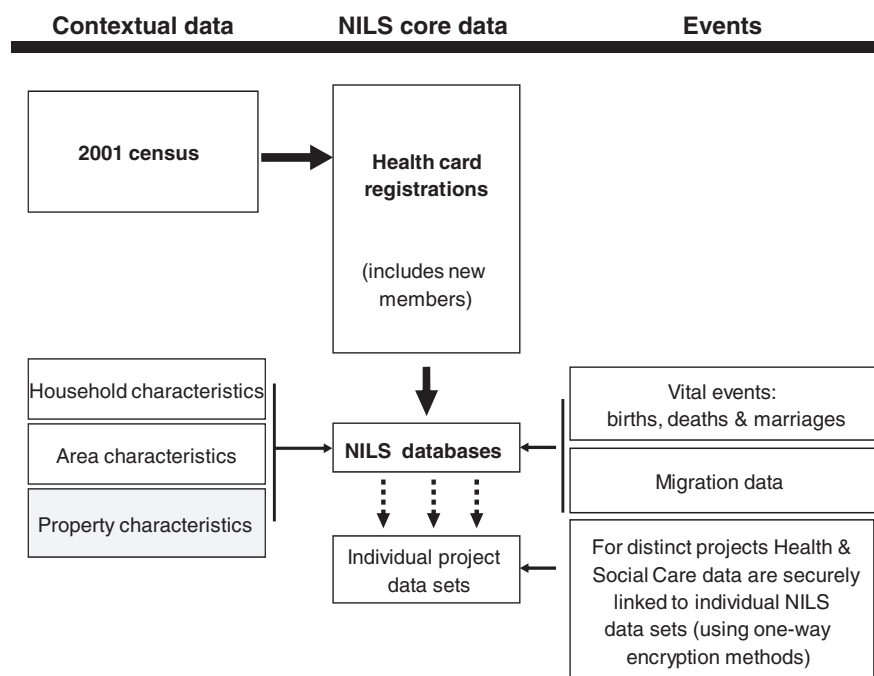 Contextual data
NILS core data
Events
2001 census
Health card
registrations
(includes new
members)
Household characteristics
Area characteristics
Property characteristics
NILS databases
Individual project
data sets
Vital events:
births, deaths & marriages
Migration data
For distinct projects Health &
Social Care data are securely
linked to individual NILS
data sets (using one-way
encryption methods)